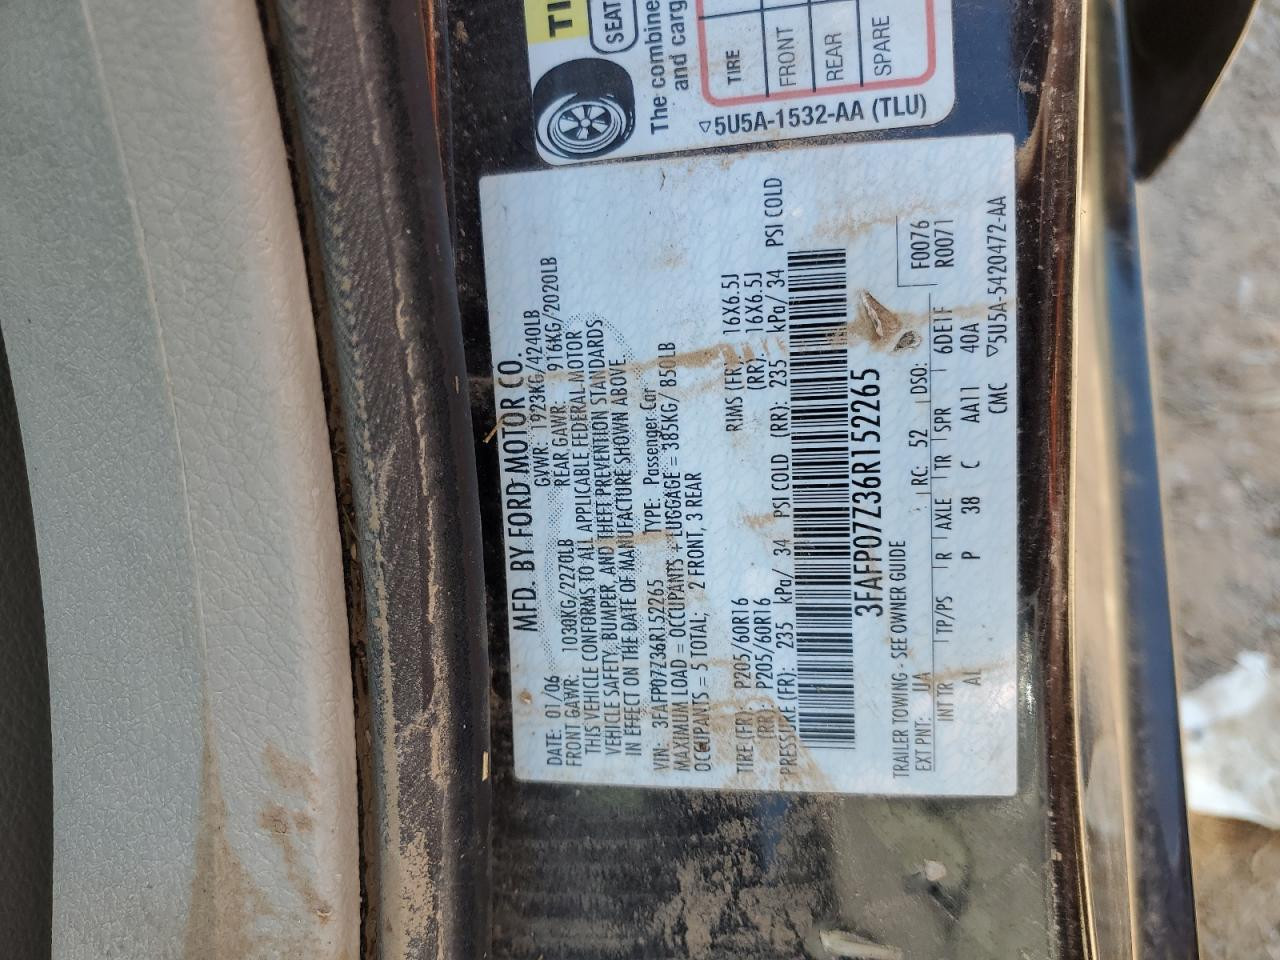 TI
SEAT
The combine
and carg
TIRE
FRONT
REAR
SPARE
5U5A-1532-AA (TLU)
MFD. BY FORD MOTOR CO.
DATE: 01/06 GVWR: 1923KG/4240LB
FRONT GAWR: 1030KG/2270LB REAR GAWR: 916KG/2020LB
THIS VEHICLE CONFORMS TO ALL APPLICABLE FEDERAL MOTOR
VEHICLE SAFETY, BUMPER, AND THEFT PREVENTION STANDARDS
IN EFFECT ON THE DATE OF MANUFACTURE SHOWN ABOVE.
VIN: 3FAFP07Z36R152265 TYPE: Passenger Car
MAXIMUM LOAD = OCCUPANTS + LUGGAGE = 385KG/ 850LB
OCCUPANTS = 5 TOTAL; 2 FRONT, 3 REAR
TIRE (FR): P205/60R16 RIMS (FR): 16X6.5J
(RR): P205/60R16 (RR): 16X6.5J
PRESSURE (FR): 235 kPa/ 34 PSI COLD (RR): 235 kPa/ 34 PSI COLD
3FAFP07Z36R152265
F0076
R0071
TRAILER TOWING - SEE OWNER GUIDE
EXT PNT: UA RC: 52 DSO:
INT TR TP/PS R AXLE TR SPR 6DE1F
AL P 38 C AA11 40A
CMC 5U5A-5420472-AA